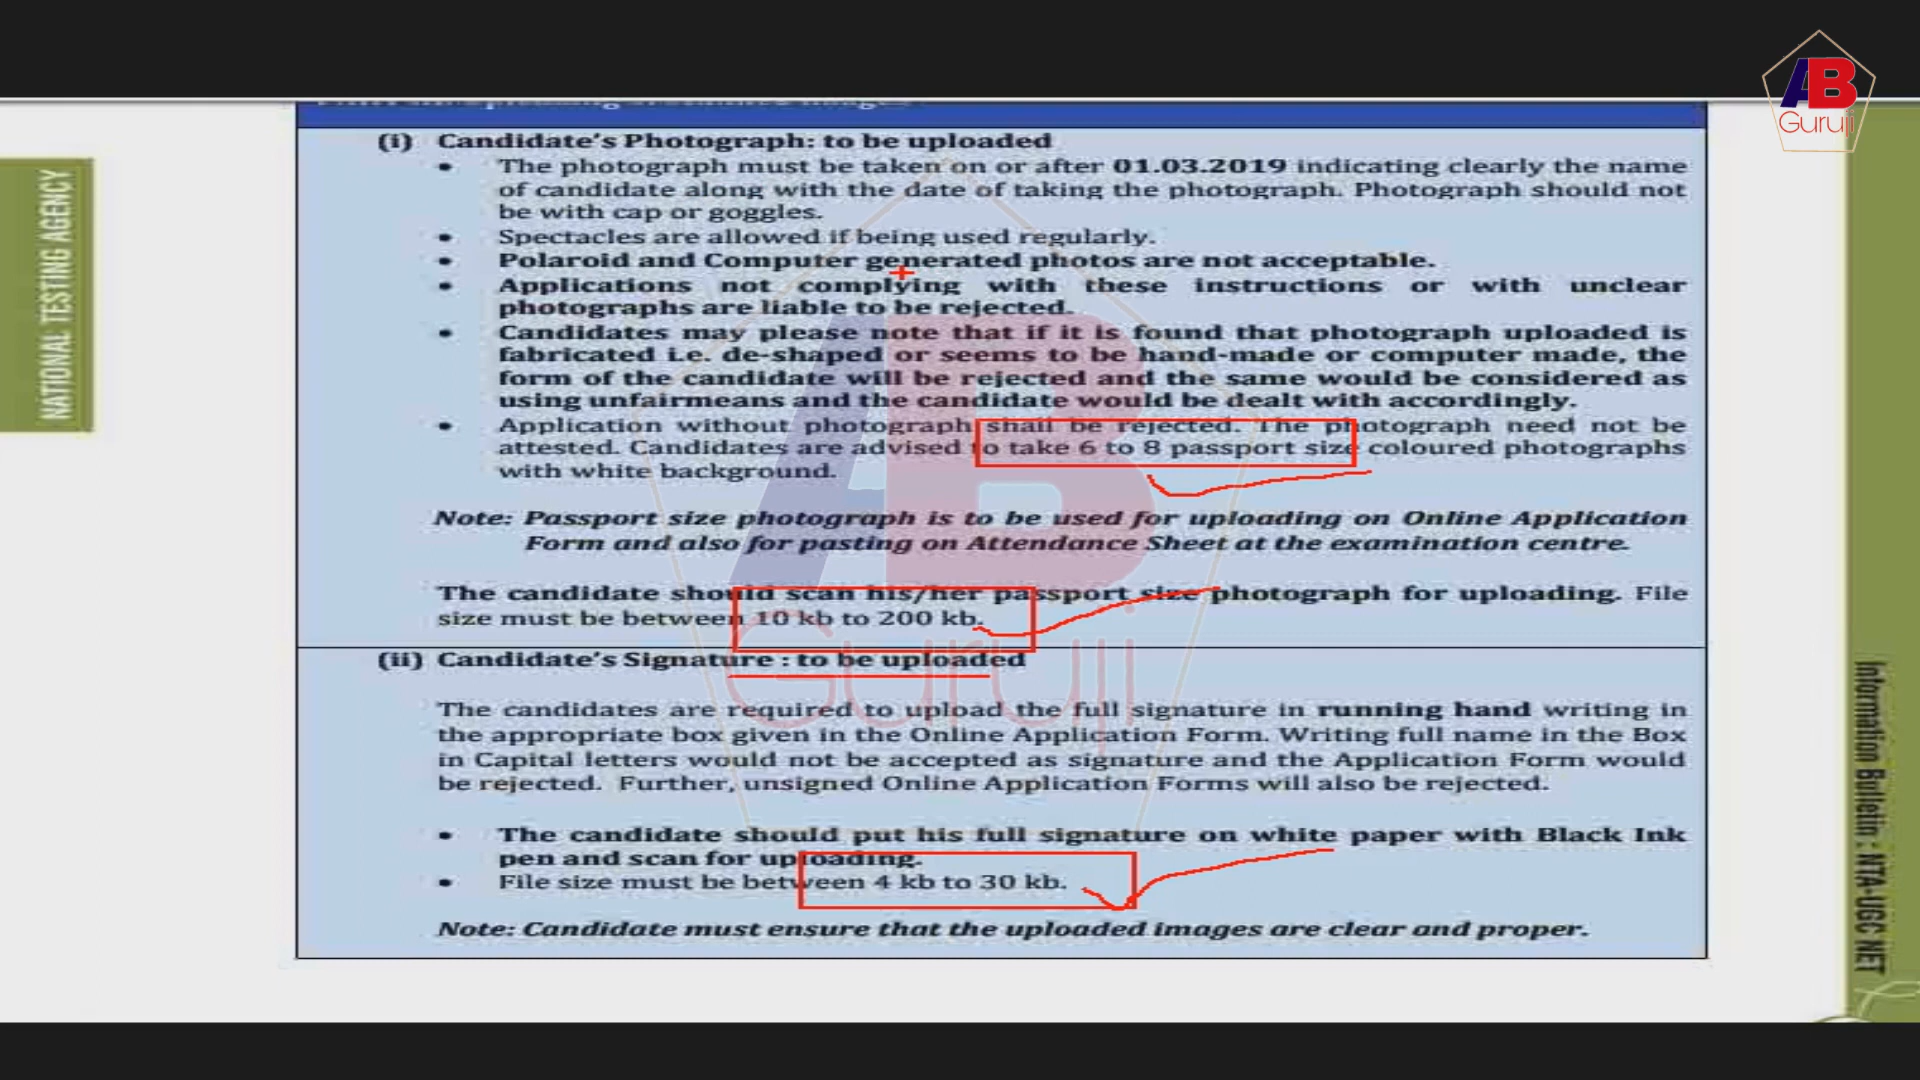 AB
Guruji
NATIONAL TESTING AGENCY
(i) Candidate's Photograph: to be uploaded
• The photograph must be taken on or after 01.03.2019 indicating clearly the name
of candidate along with the date of taking the photograph. Photograph should not
be with cap or goggles.
• Spectacles are allowed if being used regularly.
• Polaroid and Computer generated photos are not acceptable.
• Applications not complying with these instructions or with unclear
photographs are liable to be rejected.
• Candidates may please note that if it is found that photograph uploaded is
fabricated i.e. de-shaped or seems to be hand-made or computer made, the
form of the candidate will be rejected and the same would be considered as
using unfairmeans and the candidate would be dealt with accordingly.
• Application without photograph shall be rejected. The photograph need not be
attested. Candidates are advised to take 6 to 8 passport size coloured photographs
with white background.
Note: Passport size photograph is to be used for uploading on Online Application
Form and also for pasting on Attendance Sheet at the examination centre.
The candidate should scan his/her passport size photograph for uploading. File
size must be between 10 kb to 200 kb.
(ii) Candidate's Signature : to be uploaded
The candidates are required to upload the full signature in running hand writing in
the appropriate box given in the Online Application Form. Writing full name in the Box
in Capital letters would not be accepted as signature and the Application Form would
be rejected. Further, unsigned Online Application Forms will also be rejected.
• The candidate should put his full signature on white paper with Black Ink
pen and scan for uploading.
• File size must be between 4 kb to 30 kb.
Note: Candidate must ensure that the uploaded images are clear and proper.
Information Bulletin : NTA-UGC NET
AB
Guruji